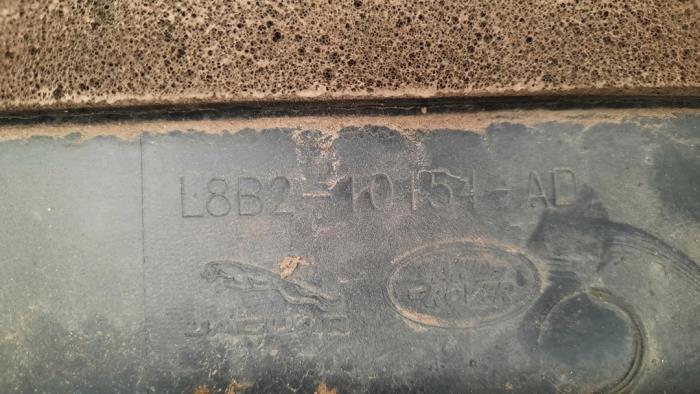 L8B2-10154-AD
JAGUAR
LAND
ROVER